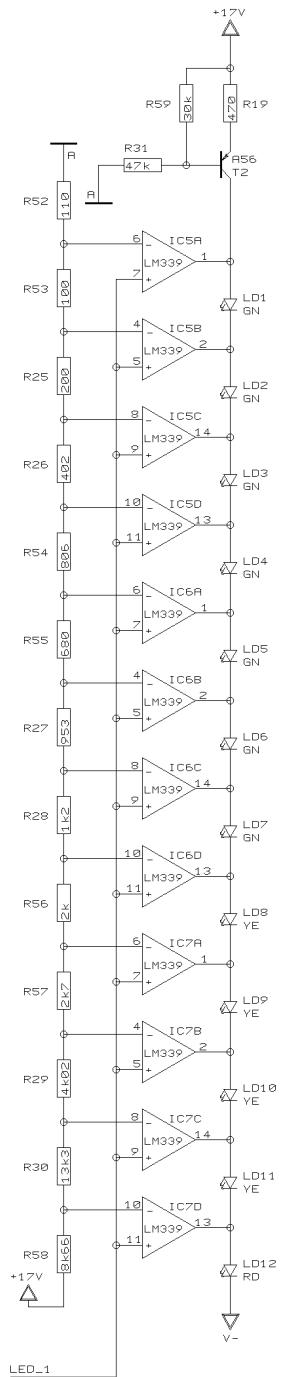 +17V
R59
30k
470
R19
R31
47k
A56
T2
A
A
R52
110
6
IC5A
LM339
1
7
R53
100
LD1
GN
4
IC5B
LM339
2
5
R25
200
LD2
GN
8
IC5C
LM339
14
9
R26
402
LD3
GN
10
IC5D
LM339
13
11
R54
806
LD4
GN
6
IC6A
LM339
1
7
R55
680
LD5
GN
4
IC6B
LM339
2
5
R27
953
LD6
GN
8
IC6C
LM339
14
9
R28
1k2
LD7
GN
10
IC6D
LM339
13
11
R56
2k
LD8
YE
6
IC7A
LM339
1
7
R57
2k7
LD9
YE
4
IC7B
LM339
2
5
R29
4k02
LD10
YE
8
IC7C
LM339
14
9
R30
13k3
LD11
YE
10
IC7D
LM339
13
11
R58
8k66
LD12
RD
+17V
V-
LED_1